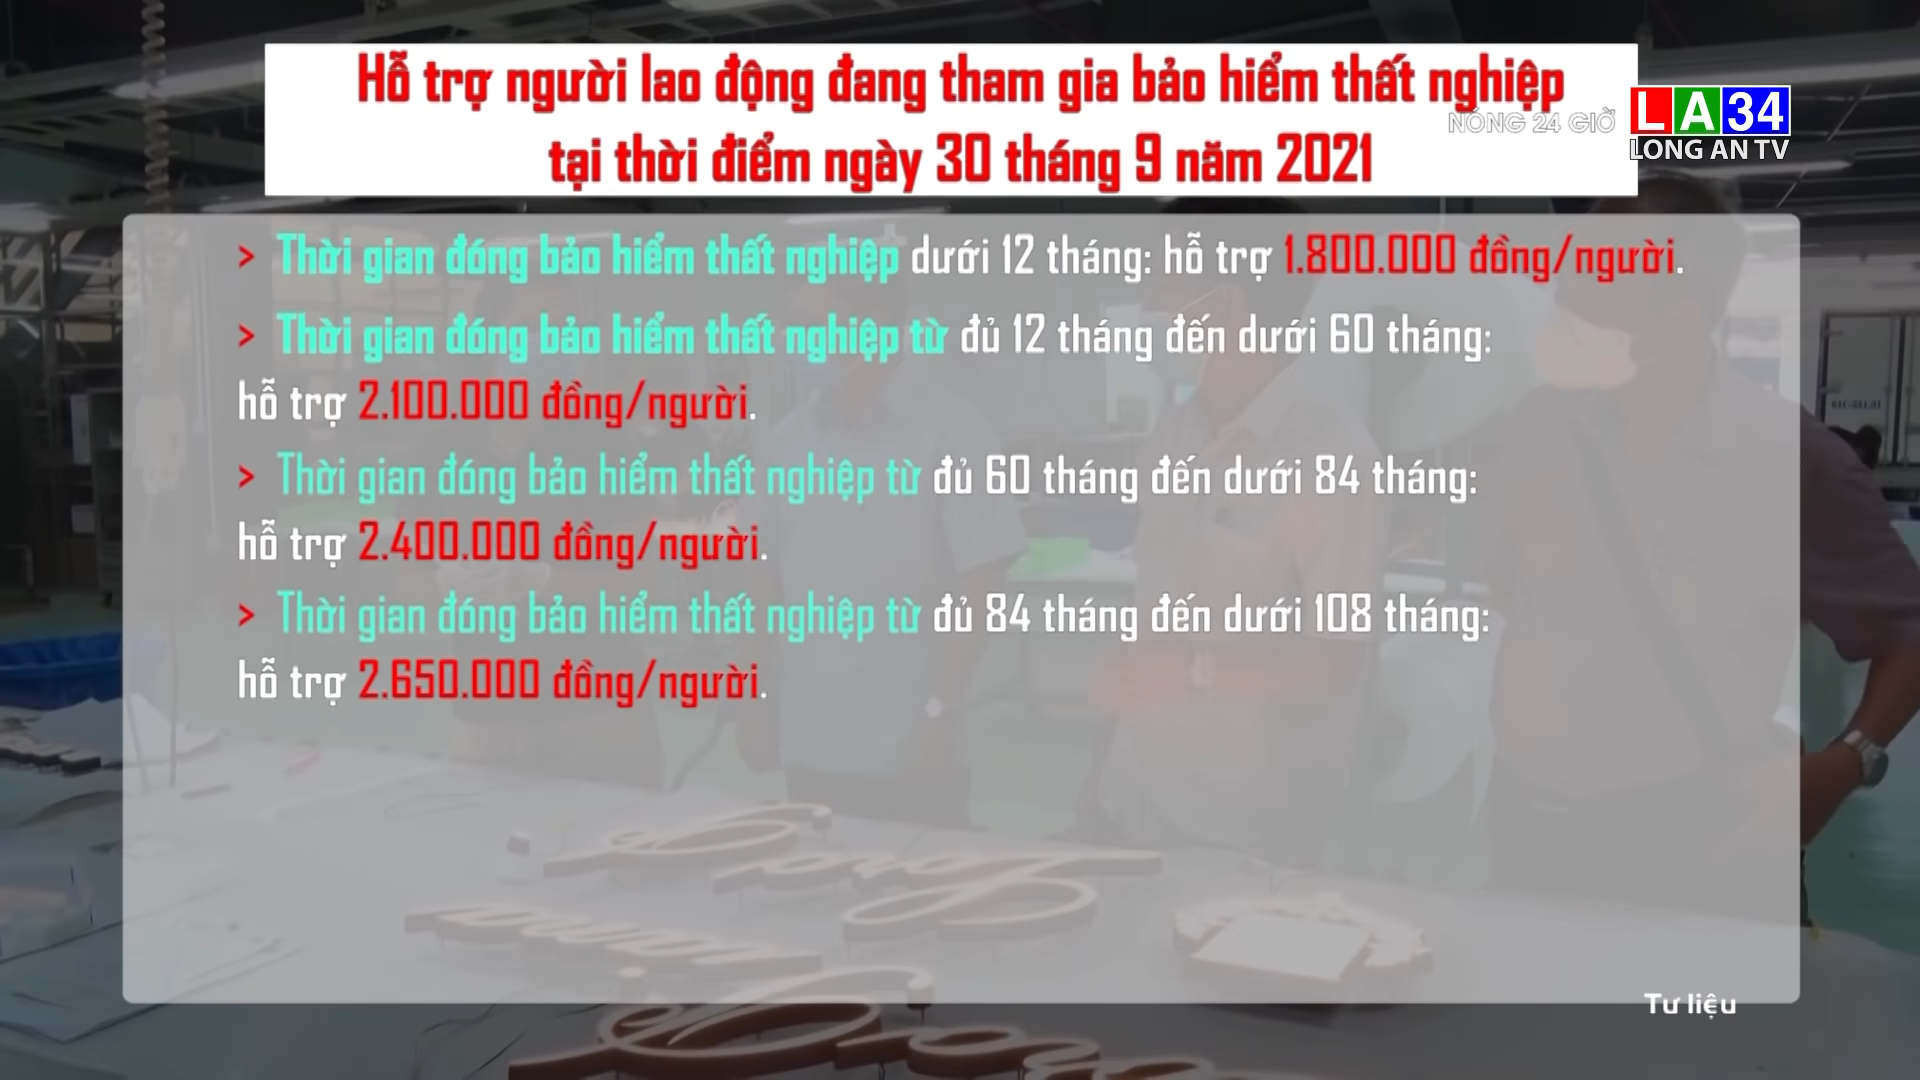 Hỗ trợ người lao động đang tham gia bảo hiểm thất nghiệp
tại thời điểm ngày 30 tháng 9 năm 2021
NÓNG 24 GIỜ
LA34
LONG AN TV
> Thời gian đóng bảo hiểm thất nghiệp dưới 12 tháng: hỗ trợ 1.800.000 đồng/người.
> Thời gian đóng bảo hiểm thất nghiệp từ đủ 12 tháng đến dưới 60 tháng:
hỗ trợ 2.100.000 đồng/người.
> Thời gian đóng bảo hiểm thất nghiệp từ đủ 60 tháng đến dưới 84 tháng:
hỗ trợ 2.400.000 đồng/người.
> Thời gian đóng bảo hiểm thất nghiệp từ đủ 84 tháng đến dưới 108 tháng:
hỗ trợ 2.650.000 đồng/người.
Tư liệu